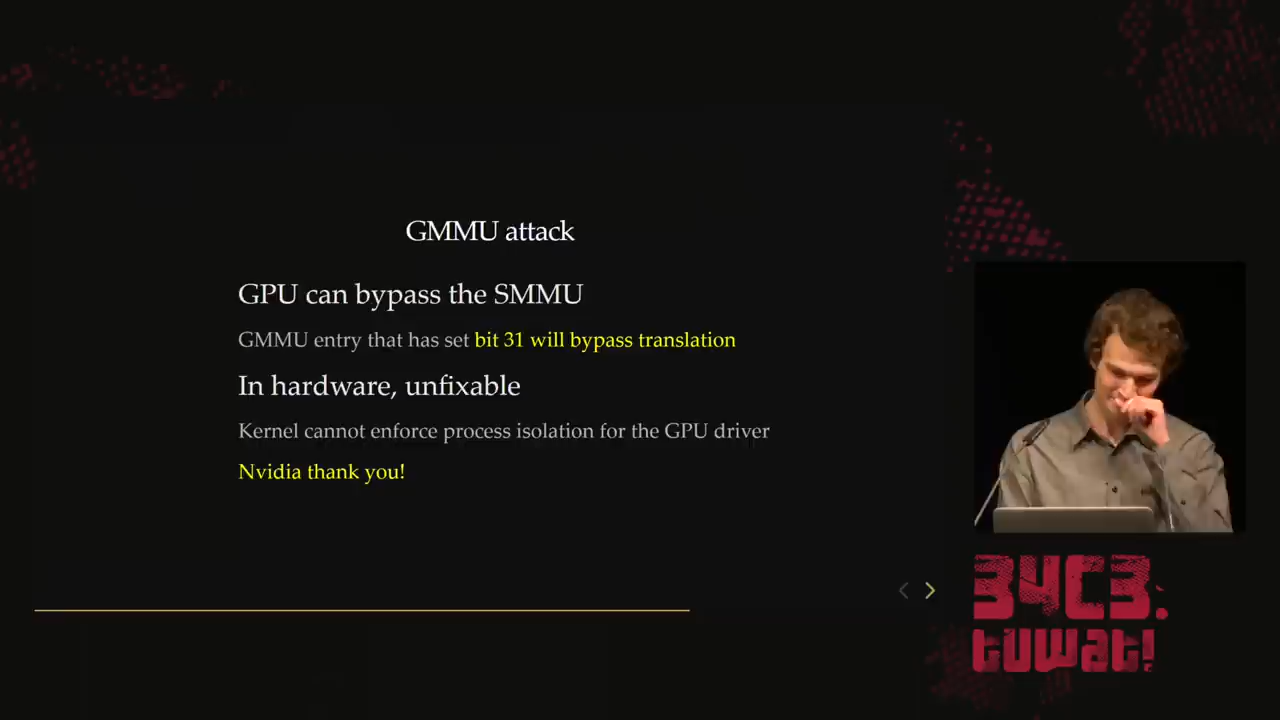 GMMU attack
GPU can bypass the SMMU
GMMU entry that has set bit 31 will bypass translation
In hardware, unfixable
Kernel cannot enforce process isolation for the GPU driver
Nvidia thank you!
34C3.
tuwat!